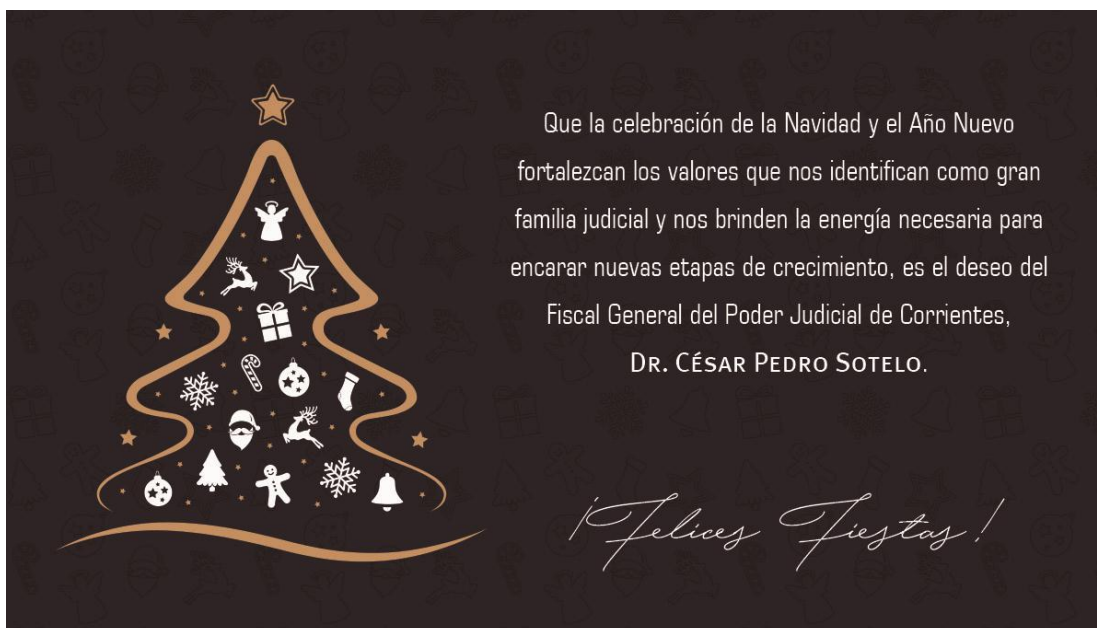 Que la celebración de la Navidad y el Año Nuevo
fortalezcan los valores que nos identifican como gran
familia judicial y nos brinden la energía necesaria para
encarar nuevas etapas de crecimiento, es el deseo del
Fiscal General del Poder Judicial de Corrientes,
DR. CÉSAR PEDRO SOTELO.
¡Felices Fiestas!